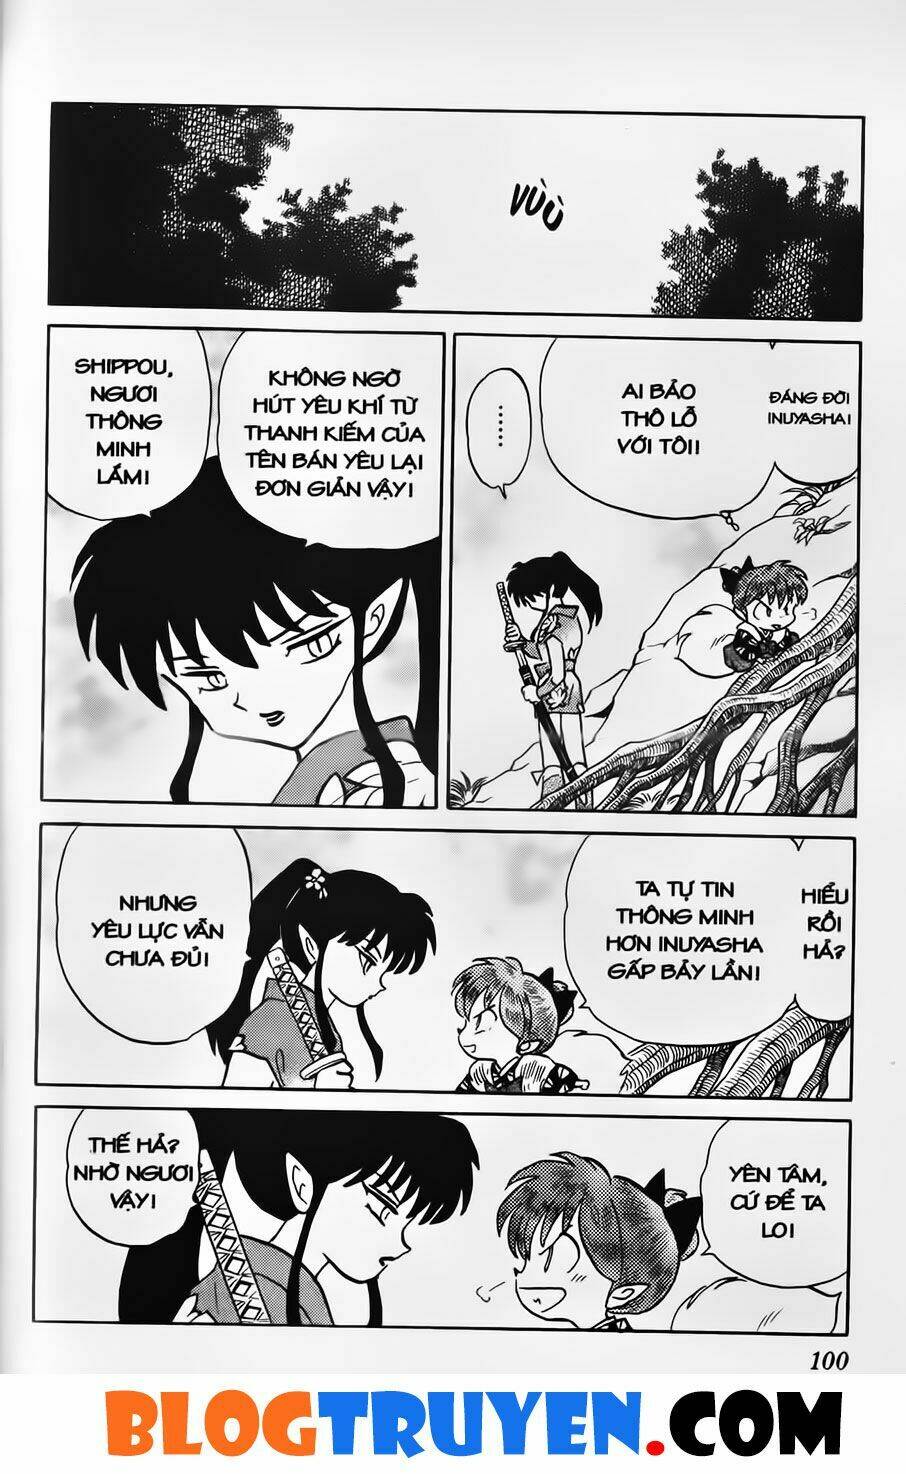 VÙÙ
ĐÁNG ĐỜI
INUYASHA!
AI BẢO
THÔ LỖ
VỚI TÔI!
......
KHÔNG NGỜ
HÚT YÊU KHÍ TỪ
THANH KIẾM CỦA
TÊN BÁN YÊU LẠI
ĐƠN GIẢN VẬY!
SHIPPOU,
NGƯƠI
THÔNG
MINH
LẮM!
HIỂU
RỒI
HẢ?
TA TỰ TIN
THÔNG MINH
HƠN INUYASHA
GẤP BẢY LẦN!
NHƯNG
YÊU LỰC VẪN
CHƯA ĐỦ!
YÊN TÂM,
CỨ ĐỂ TA
LO!
THẾ HẢ?
NHỜ NGƯƠI
VẬY!
100
BLOGTRUYEN.COM